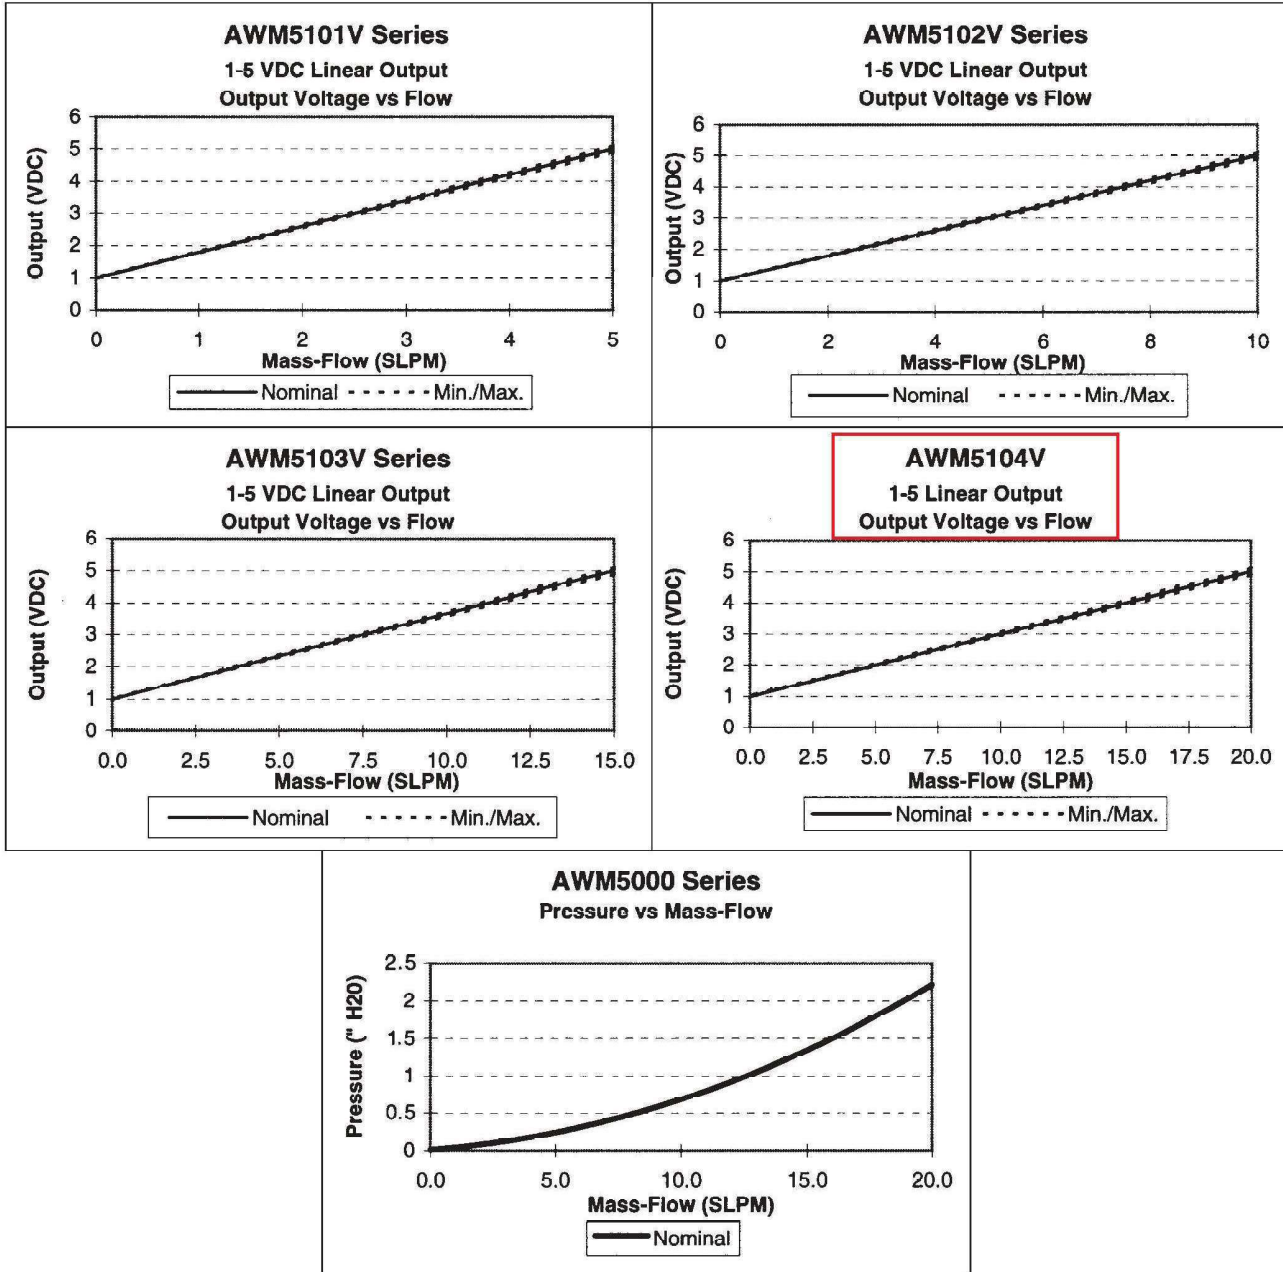 AWM5101V Series
1-5 VDC Linear Output
Output Voltage vs Flow
Output (VDC)
6
5
4
3
2
1
0
0 1 2 3 4 5
Mass-Flow (SLPM)
Nominal Min./Max.
AWM5102V Series
1-5 VDC Linear Output
Output Voltage vs Flow
Output (VDC)
6
5
4
3
2
1
0
0 2 4 6 8 10
Mass-Flow (SLPM)
Nominal Min./Max.
AWM5103V Series
1-5 VDC Linear Output
Output Voltage vs Flow
Output (VDC)
6
5
4
3
2
1
0
0.0 2.5 5.0 7.5 10.0 12.5 15.0
Mass-Flow (SLPM)
Nominal Min./Max.
AWM5104V
1-5 Linear Output
Output Voltage vs Flow
Output (VDC)
6
5
4
3
2
1
0
0.0 2.5 5.0 7.5 10.0 12.5 15.0 17.5 20.0
Mass-Flow (SLPM)
Nominal Min./Max.
AWM5000 Series
Pressure vs Mass-Flow
Pressure (" H20)
2.5
2
1.5
1
0.5
0
0.0 5.0 10.0 15.0 20.0
Mass-Flow (SLPM)
Nominal